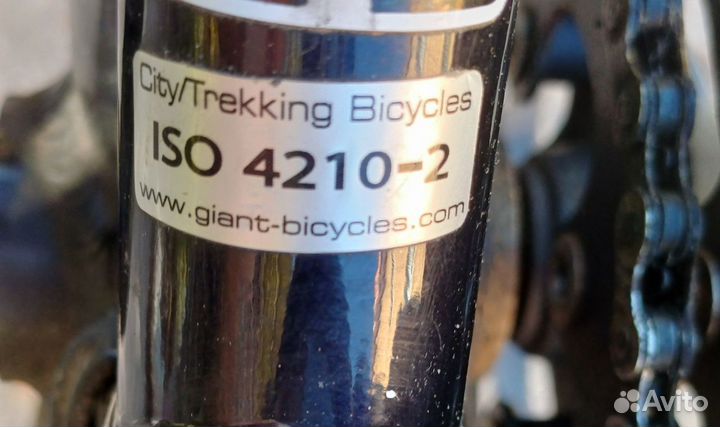 City/Trekking Bicycles
ISO 4210-2
www.giant-bicycles.com
Avito